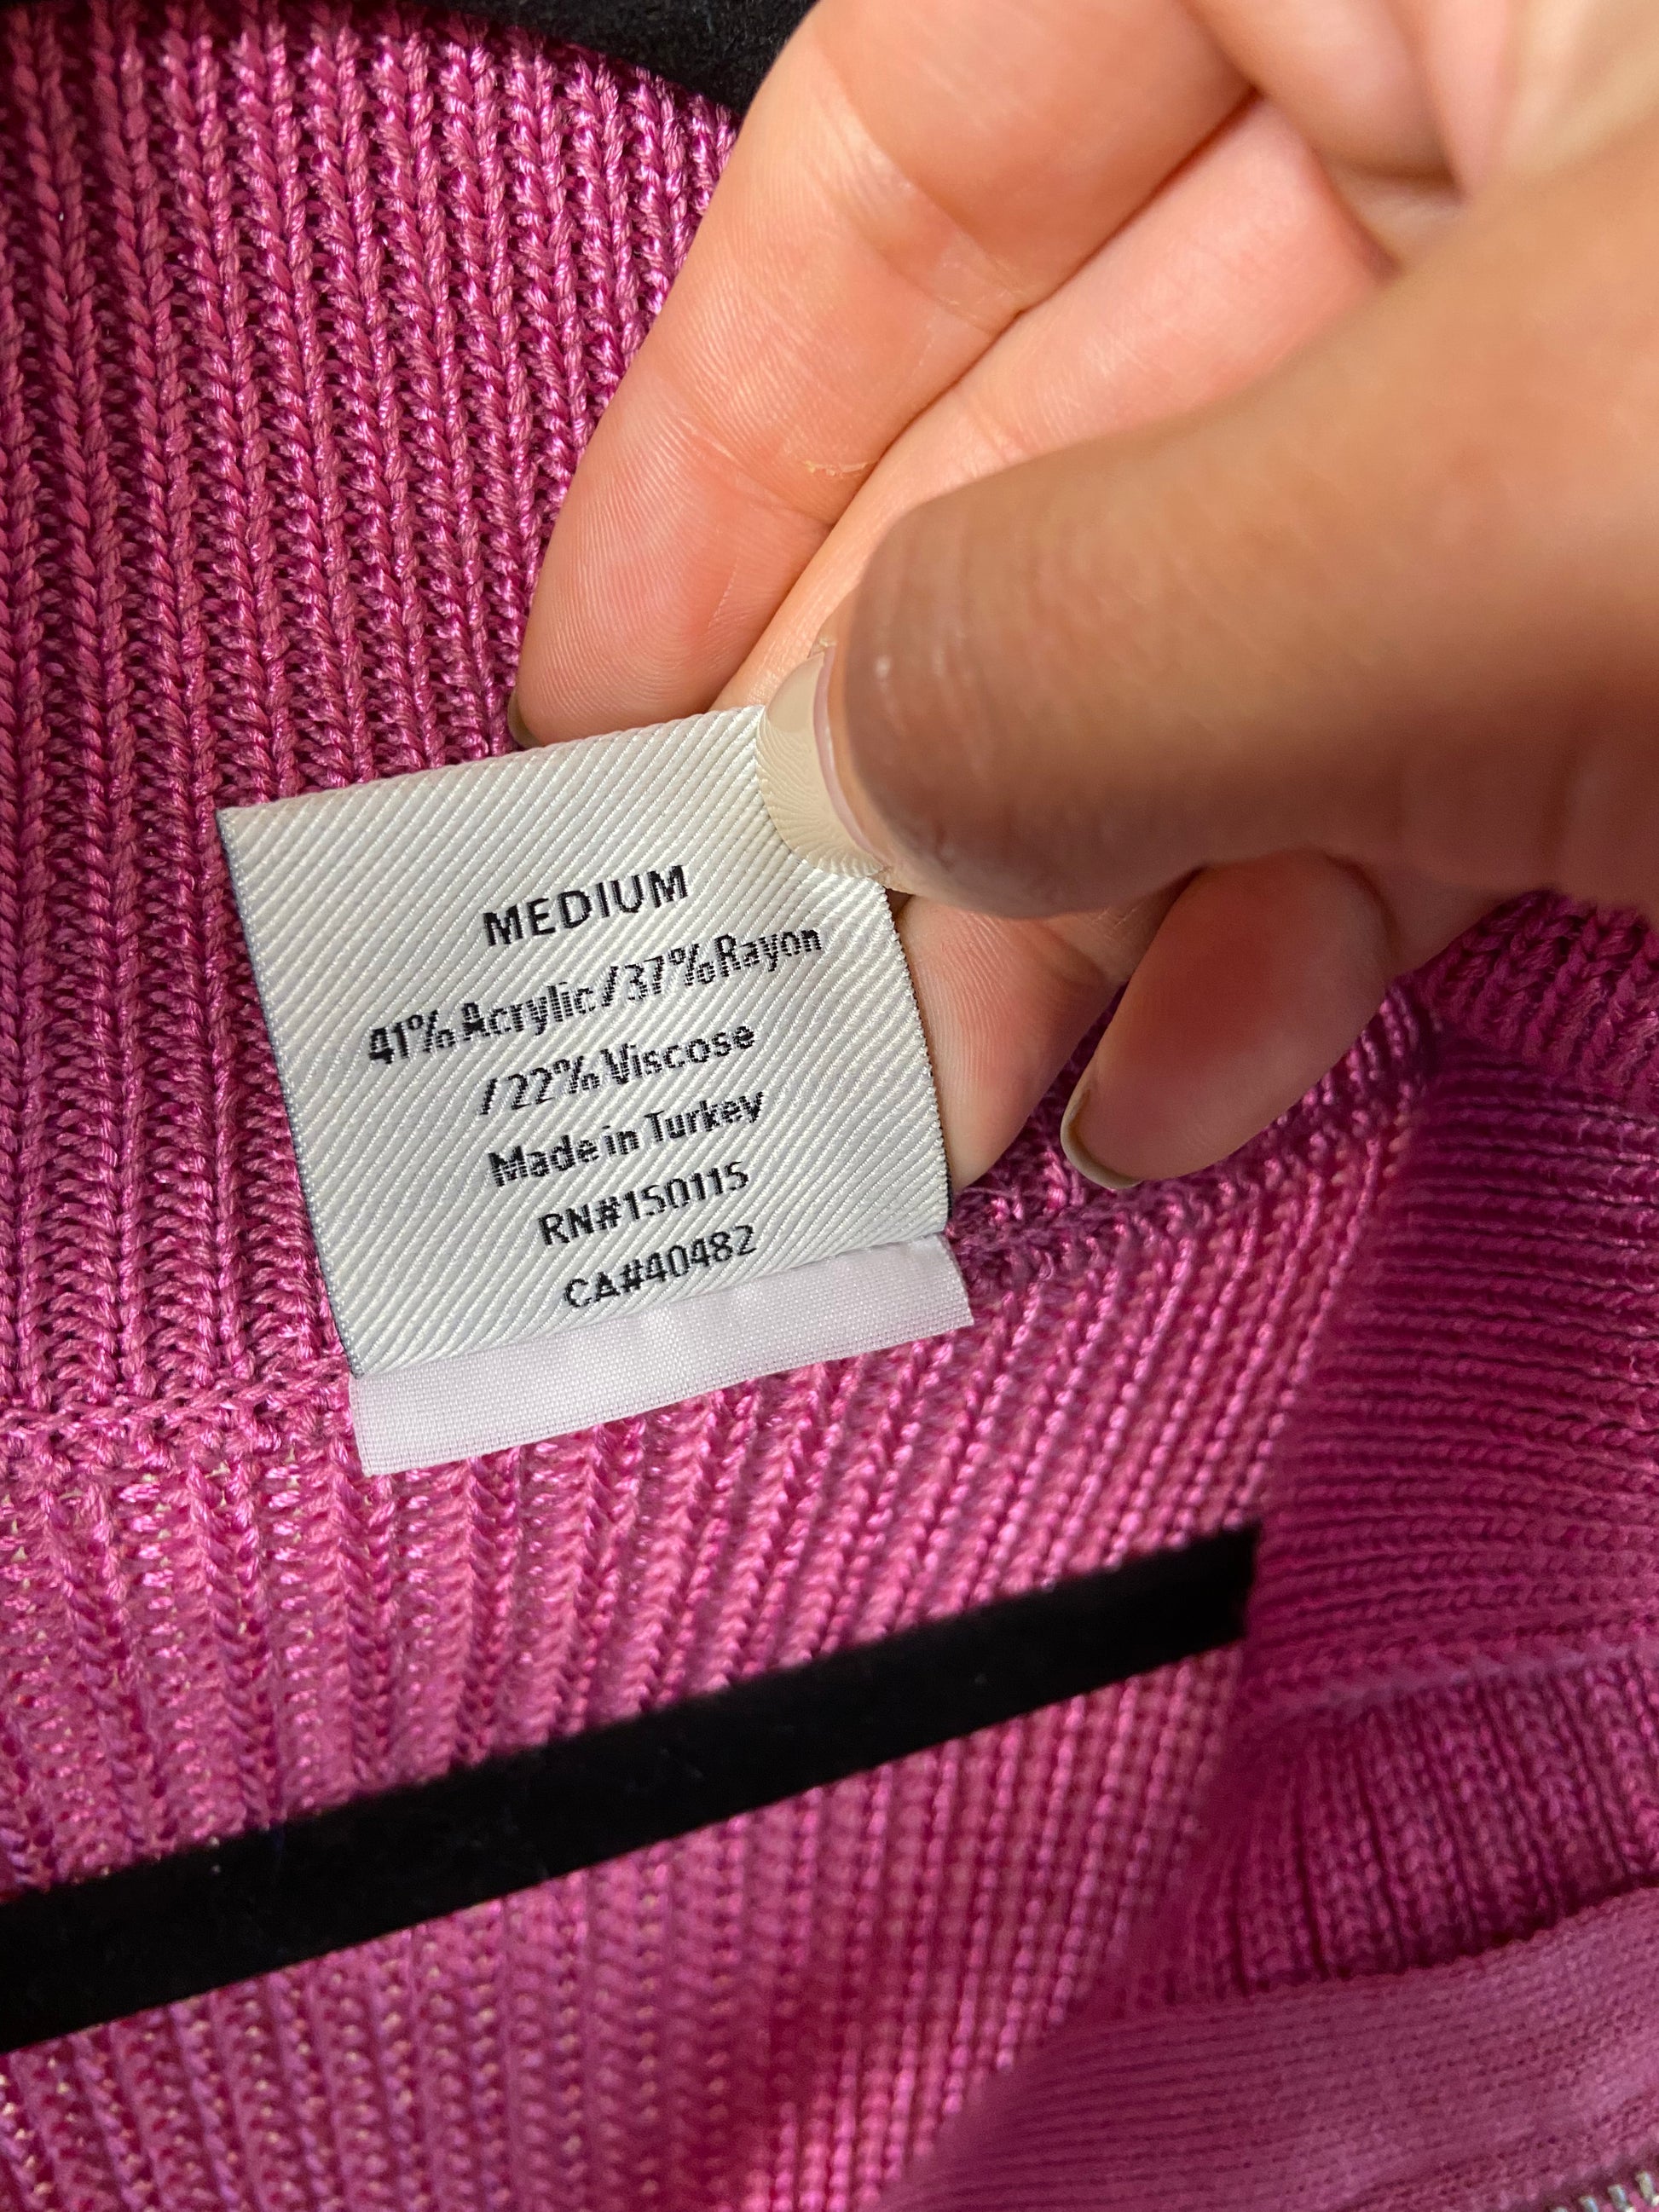 MEDIUM
41% Acrylic/37%Rayon
/22% Viscose
Made in Turkey
RN#150115
CA#40482